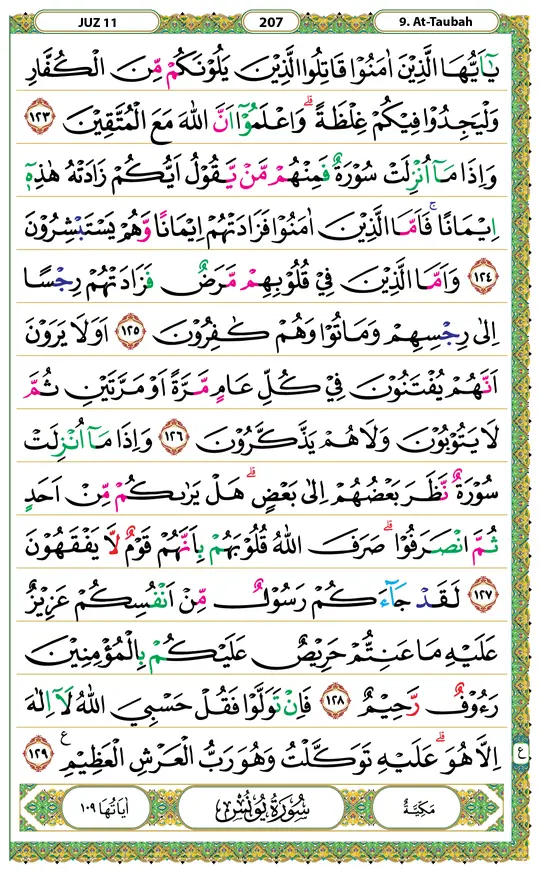 JUZ 11 207 9. At-Taubah
يٰٓاَيُّهَا الَّذِيْنَ اٰمَنُوْا قَاتِلُوا الَّذِيْنَ يَلُوْنَكُمْ مِّنَ الْكُفَّارِ
وَلْيَجِدُوْا فِيْكُمْ غِلْظَةًۗ وَاعْلَمُوْٓا اَنَّ اللّٰهَ مَعَ الْمُتَّقِيْنَ ١٢٣
وَاِذَا مَآ اُنْزِلَتْ سُوْرَةٌ فَمِنْهُمْ مَّنْ يَّقُوْلُ اَيُّكُمْ زَادَتْهُ هٰذِهٖٓ
اِيْمَانًاۚ فَاَمَّا الَّذِيْنَ اٰمَنُوْا فَزَادَتْهُمْ اِيْمَانًا وَّهُمْ يَسْتَبْشِرُوْنَ
١٢٤ وَاَمَّا الَّذِيْنَ فِيْ قُلُوْبِهِمْ مَّرَضٌ فَزَادَتْهُمْ رِجْسًا
اِلٰى رِجْسِهِمْ وَمَاتُوْا وَهُمْ كٰفِرُوْنَ ١٢٥ اَوَلَا يَرَوْنَ
اَنَّهُمْ يُفْتَنُوْنَ فِيْ كُلِّ عَامٍ مَّرَّةً اَوْ مَرَّتَيْنِ ثُمَّ
لَا يَتُوْبُوْنَ وَلَا هُمْ يَذَّكَّرُوْنَ ١٢٦ وَاِذَا مَآ اُنْزِلَتْ
سُوْرَةٌ نَّظَرَ بَعْضُهُمْ اِلٰى بَعْضٍۗ هَلْ يَرٰىكُمْ مِّنْ اَحَدٍ
ثُمَّ انْصَرَفُوْاۗ صَرَفَ اللّٰهُ قُلُوْبَهُمْ بِاَنَّهُمْ قَوْمٌ لَّا يَفْقَهُوْنَ
١٢٧ لَقَدْ جَاۤءَكُمْ رَسُوْلٌ مِّنْ اَنْفُسِكُمْ عَزِيْزٌ
عَلَيْهِ مَا عَنِتُّمْ حَرِيْصٌ عَلَيْكُمْ بِالْمُؤْمِنِيْنَ
رَءُوْفٌ رَّحِيْمٌ ١٢٨ فَاِنْ تَوَلَّوْا فَقُلْ حَسْبِيَ اللّٰهُ لَآ اِلٰهَ
اِلَّا هُوَۗ عَلَيْهِ تَوَكَّلْتُ وَهُوَ رَبُّ الْعَرْشِ الْعَظِيْمِ ࣖ ١٢٩
ع
مَكِيَّةٌ سُوْرَةُ يُوْنُسَ اٰيَاتُهَا ١٠٩